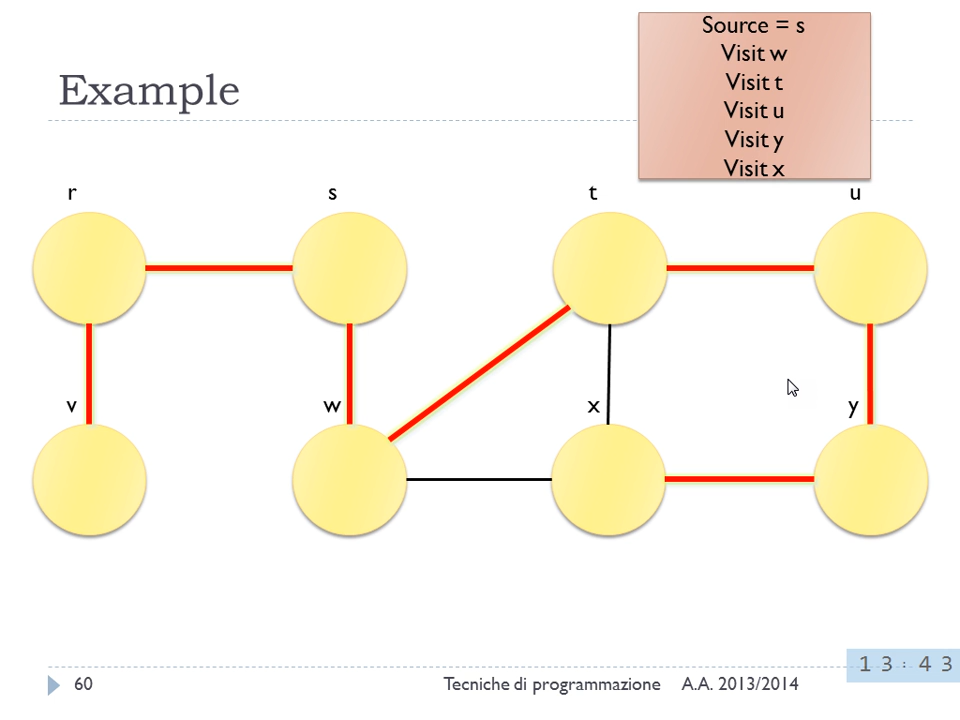 Source = s
Visit w
Visit t
Visit u
Visit y
Visit x
Example
r s t u
v w x y
60 Tecniche di programmazione A.A. 2013/2014
13:43